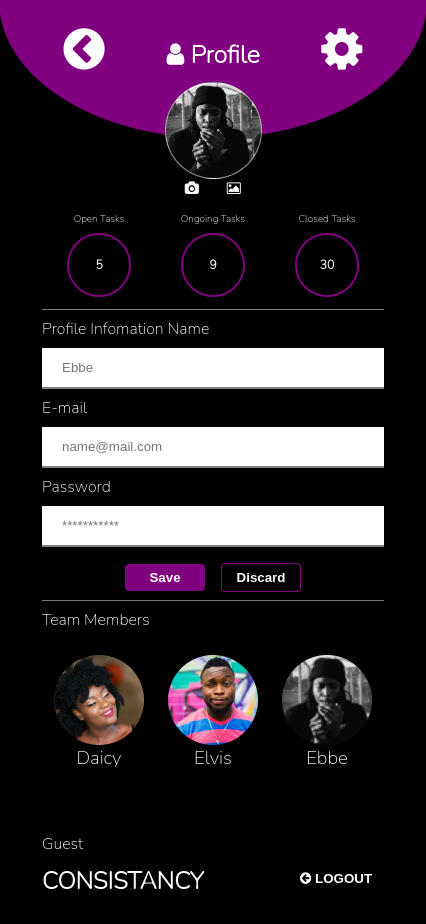 Profile
Open Tasks Ongoing Tasks Closed Tasks
5 9 30
Profile Infomation Name
Ebbe
E-mail
name@mail.com
Password
***********
Save Discard
Team Members
Daicy Elvis Ebbe
Guest
CONSISTANCY LOGOUT